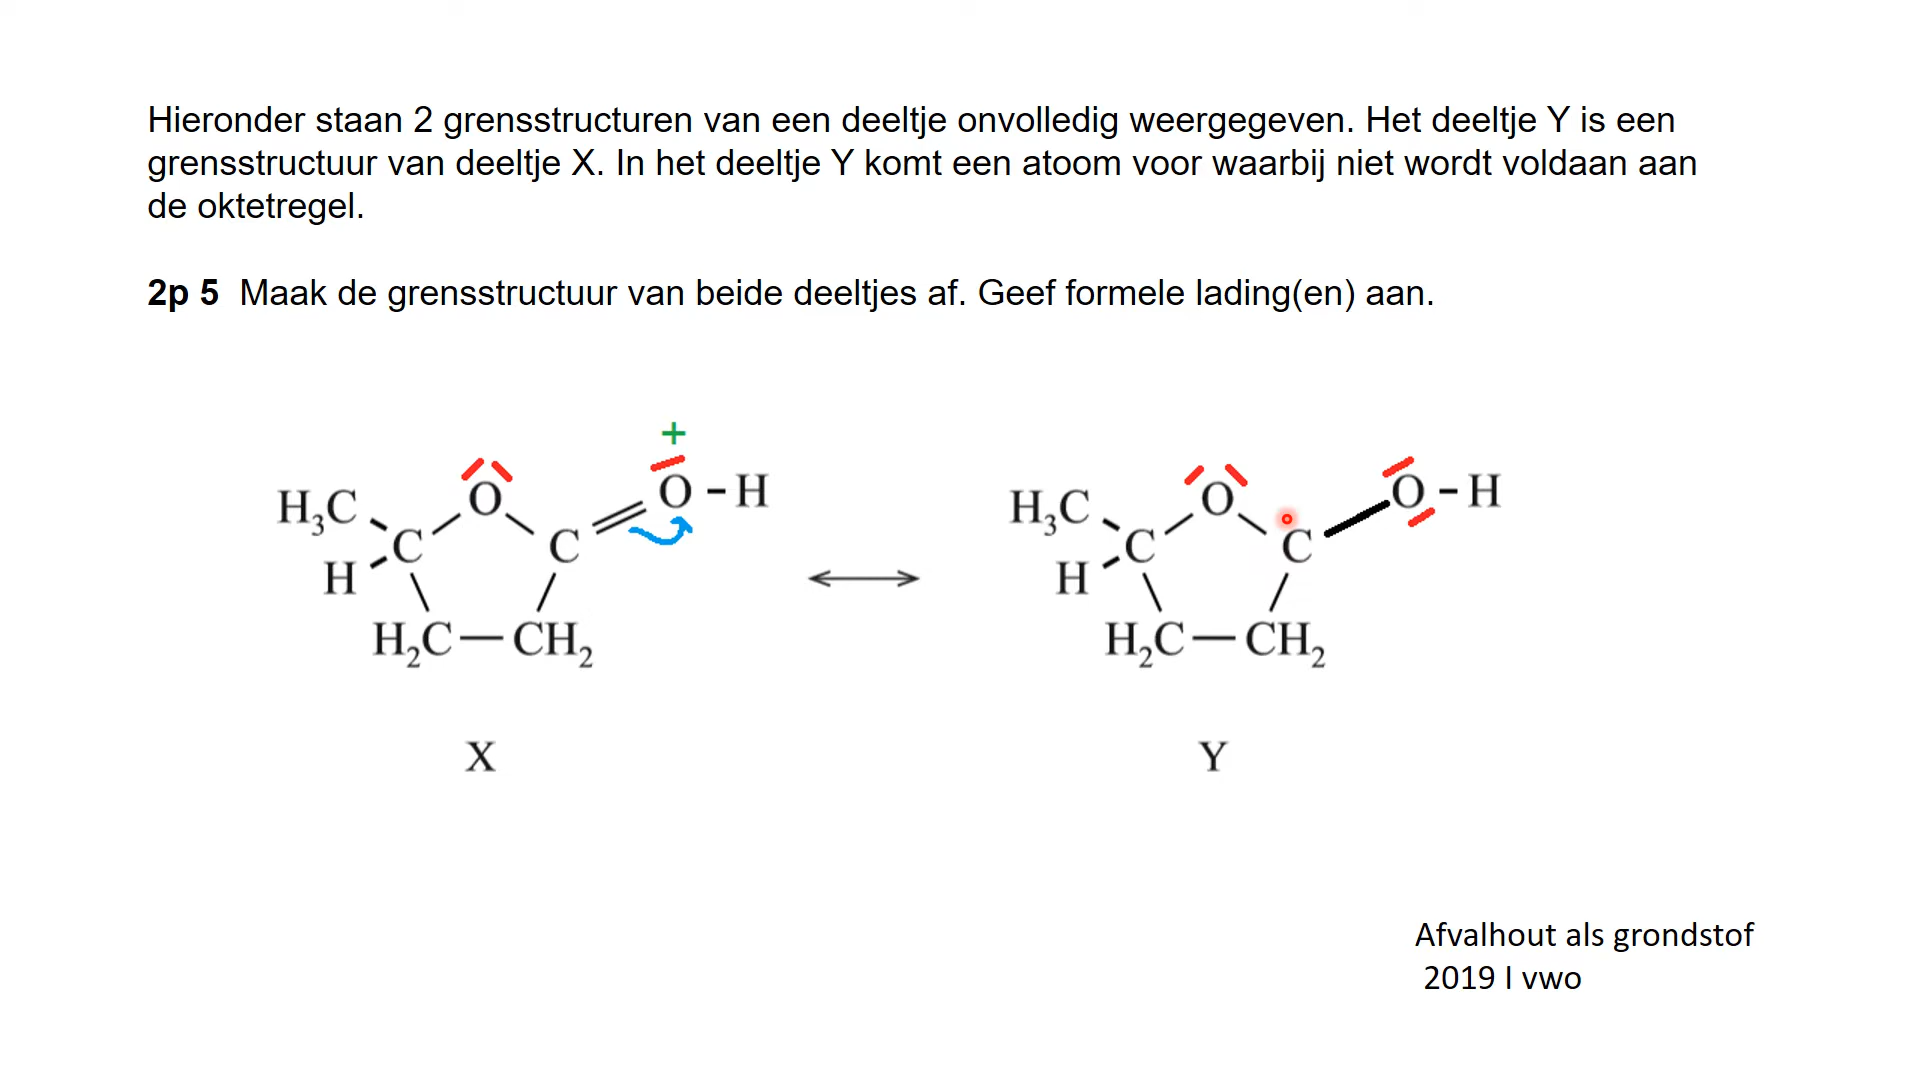 Hieronder staan 2 grensstructuren van een deeltje onvolledig weergegeven. Het deeltje Y is een
grensstructuur van deeltje X. In het deeltje Y komt een atoom voor waarbij niet wordt voldaan aan
de oktetregel.
2p 5 Maak de grensstructuur van beide deeltjes af. Geef formele lading(en) aan.
+
H₃C O C O – H
H C
H₂C — CH₂
X
H₃C O C O – H
H C
H₂C — CH₂
Y
Afvalhout als grondstof
2019 I vwo